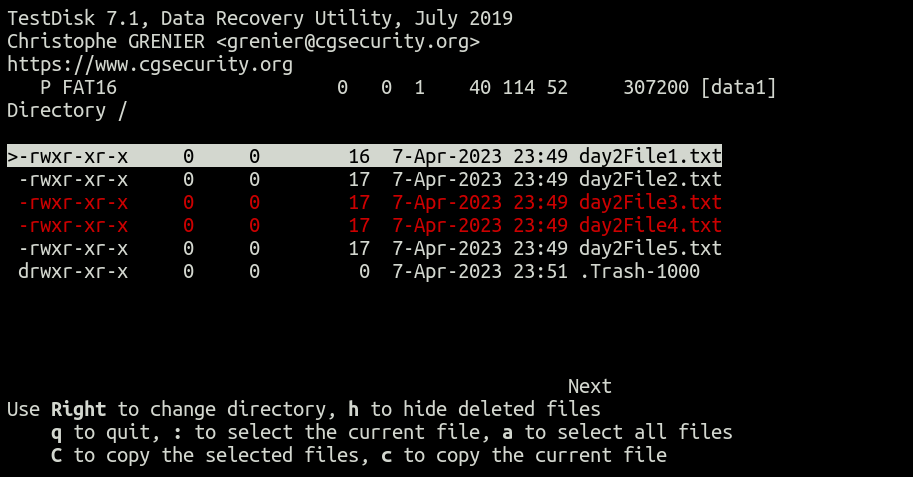 TestDisk 7.1, Data Recovery Utility, July 2019
Christophe GRENIER <grenier@cgsecurity.org>
https://www.cgsecurity.org
   P FAT16                    0   0  1    40 114 52     307200 [data1]
Directory /
>-rwxr-xr-x     0     0        16  7-Apr-2023 23:49 day2File1.txt
 -rwxr-xr-x     0     0        17  7-Apr-2023 23:49 day2File2.txt
 -rwxr-xr-x     0     0        17  7-Apr-2023 23:49 day2File3.txt
 -rwxr-xr-x     0     0        17  7-Apr-2023 23:49 day2File4.txt
 -rwxr-xr-x     0     0        17  7-Apr-2023 23:49 day2File5.txt
 drwxr-xr-x     0     0         0  7-Apr-2023 23:51 .Trash-1000
Next
Use Right to change directory, h to hide deleted files
    q to quit, : to select the current file, a to select all files
    C to copy the selected files, c to copy the current file